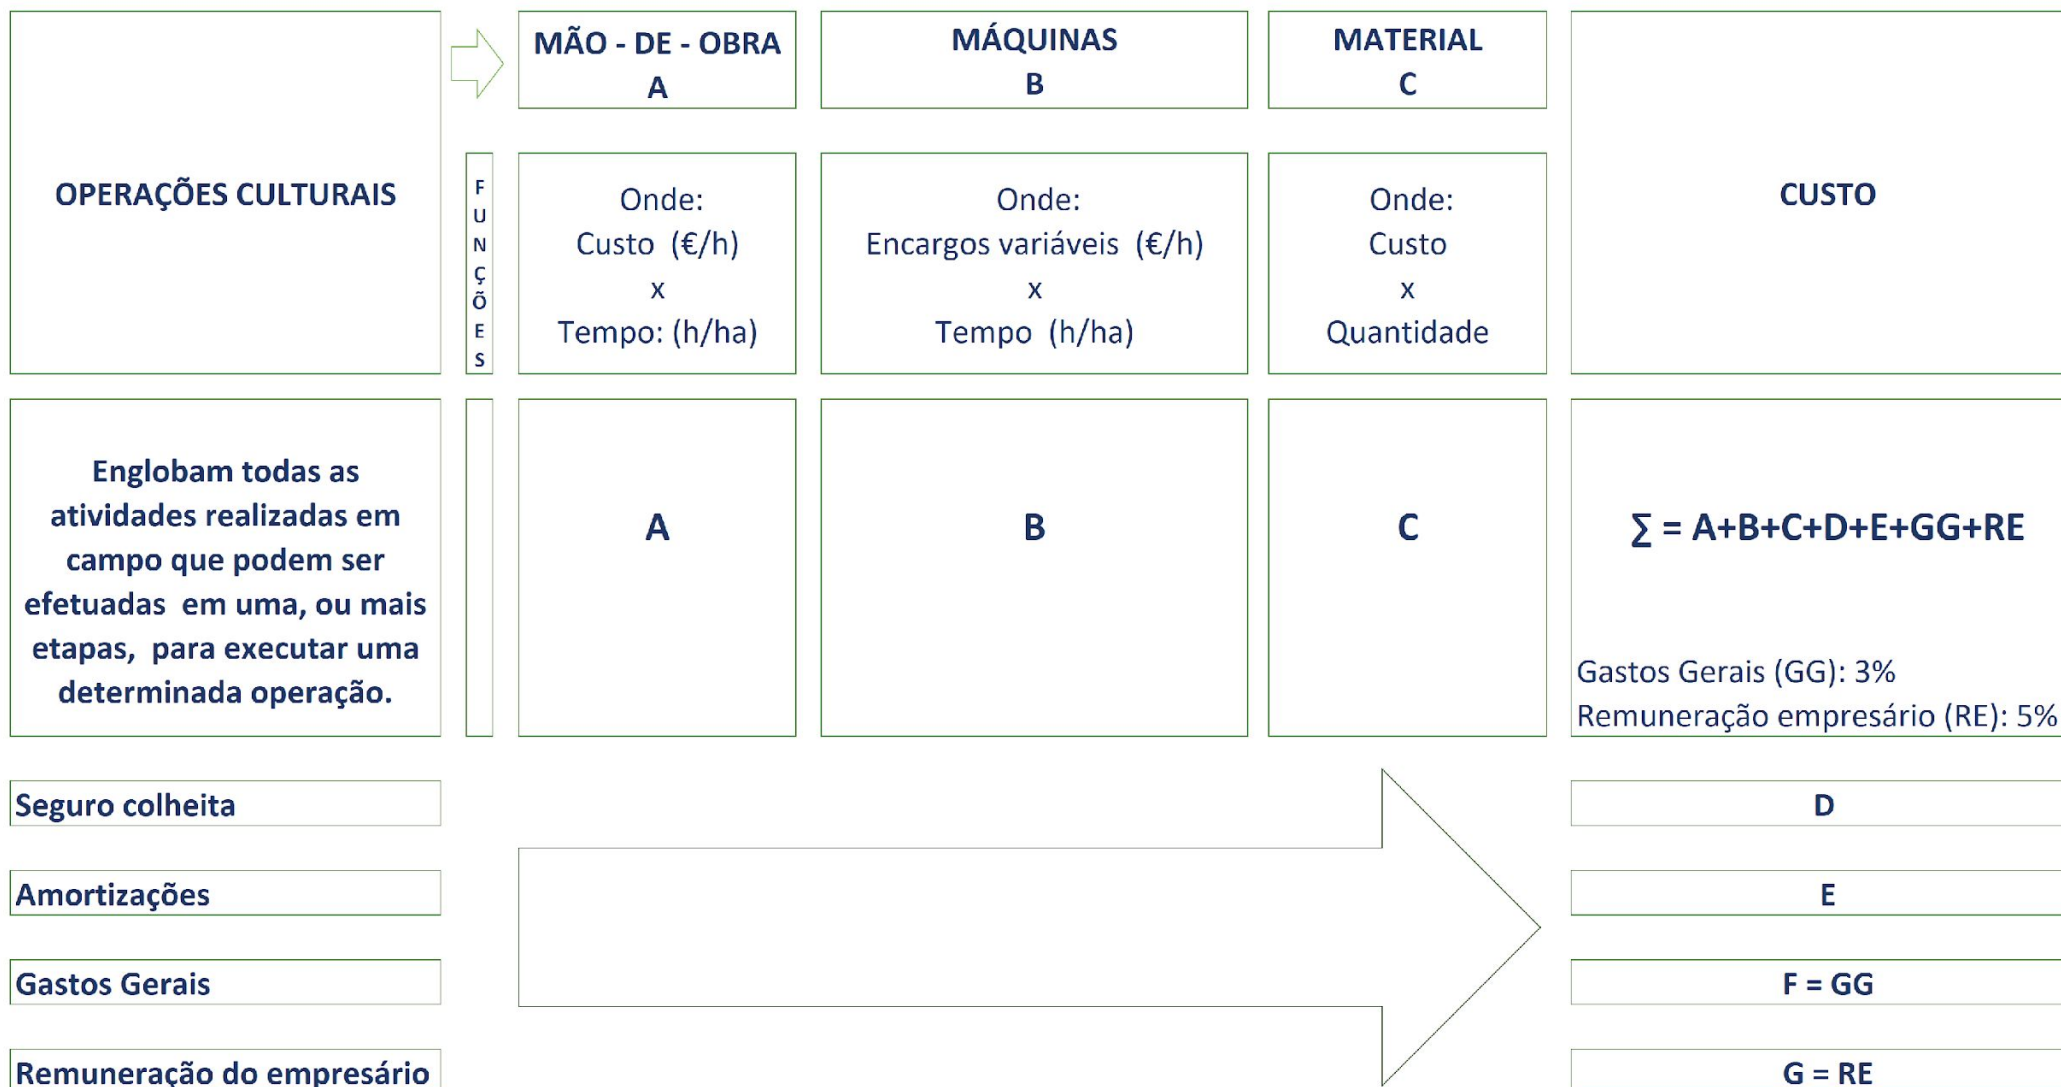 OPERAÇÕES CULTURAIS
MÃO - DE - OBRA
A
MÁQUINAS
B
MATERIAL
C
CUSTO
FUNÇÕES
Onde:
Custo (€/h)
x
Tempo: (h/ha)
Onde:
Encargos variáveis (€/h)
x
Tempo (h/ha)
Onde:
Custo
x
Quantidade
Englobam todas as
atividades realizadas em
campo que podem ser
efetuadas em uma, ou mais
etapas, para executar uma
determinada operação.
A
B
C
∑ = A+B+C+D+E+GG+RE
Gastos Gerais (GG): 3%
Remuneração empresário (RE): 5%
Seguro colheita
D
Amortizações
E
Gastos Gerais
F = GG
Remuneração do empresário
G = RE